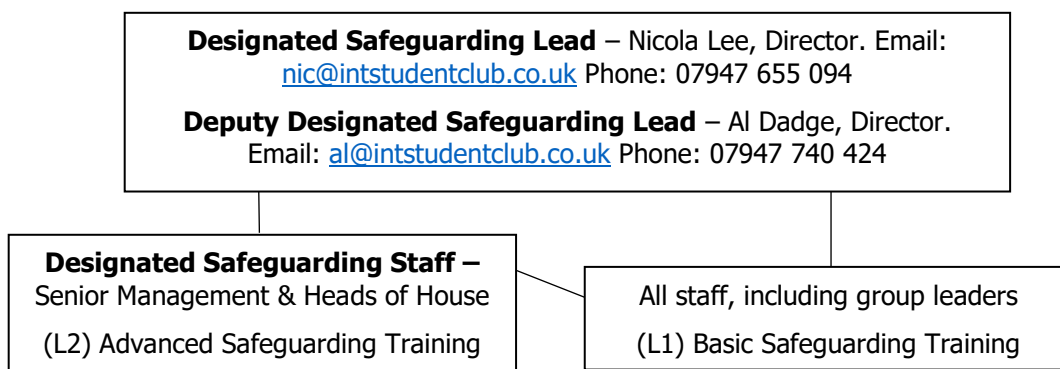 Designated Safeguarding Lead – Nicola Lee, Director. Email:
nic@intstudentclub.co.uk Phone: 07947 655 094
Deputy Designated Safeguarding Lead – Al Dadge, Director.
Email: al@intstudentclub.co.uk Phone: 07947 740 424
Designated Safeguarding Staff –
Senior Management & Heads of House
(L2) Advanced Safeguarding Training
All staff, including group leaders
(L1) Basic Safeguarding Training